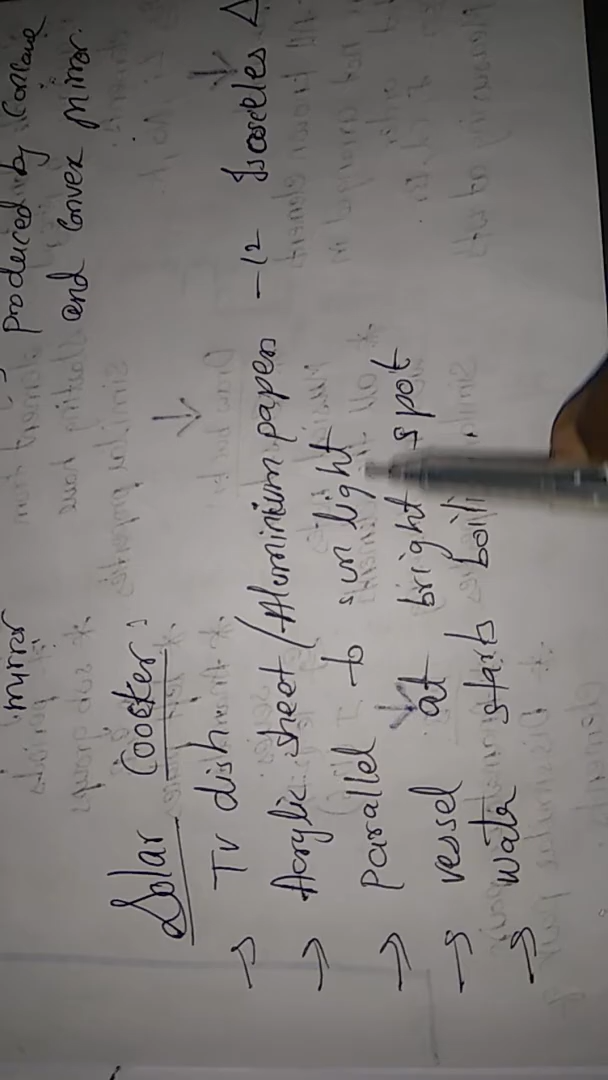 produced by Concave
mirror and convex mirror.
Solar Cooker:
→ TV dish
→ Acrylic sheet / Aluminium paper - 12 Isosceles Δ
→ parallel to sun light
→ vessel at bright spot
→ Water starts boili